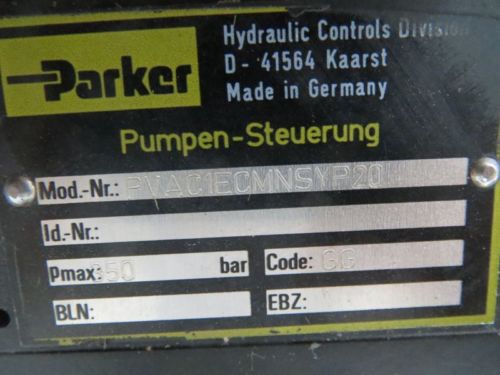 Parker
Hydraulic Controls Division
D- 41564 Kaarst
Made in Germany
Pumpen-Steuerung
Mod.-Nr.: PVAC1ECMNSYP20
Id.-Nr.:
pmax: 350 bar Code: GG
BLN: EBZ: